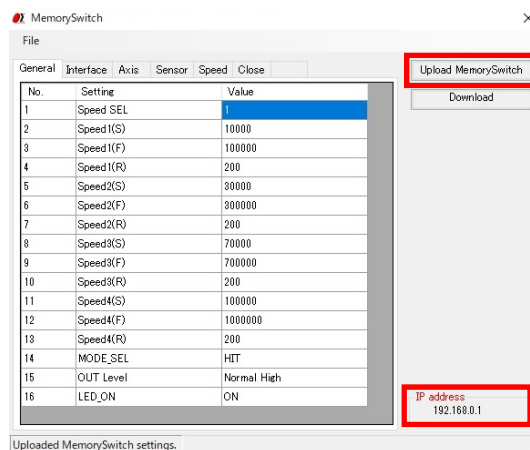 MemorySwitch
File
General Interface Axis Sensor Speed Close
Upload MemorySwitch
Download
No. Setting Value
1 Speed SEL 1
2 Speed1(S) 10000
3 Speed1(F) 100000
4 Speed1(R) 200
5 Speed2(S) 30000
6 Speed2(F) 300000
7 Speed2(R) 200
8 Speed3(S) 70000
9 Speed3(F) 700000
10 Speed3(R) 200
11 Speed4(S) 100000
12 Speed4(F) 1000000
13 Speed4(R) 200
14 MODE_SEL HIT
15 OUT Level Normal High
16 LED_ON ON
IP address
192.168.0.1
Uploaded MemorySwitch settings.